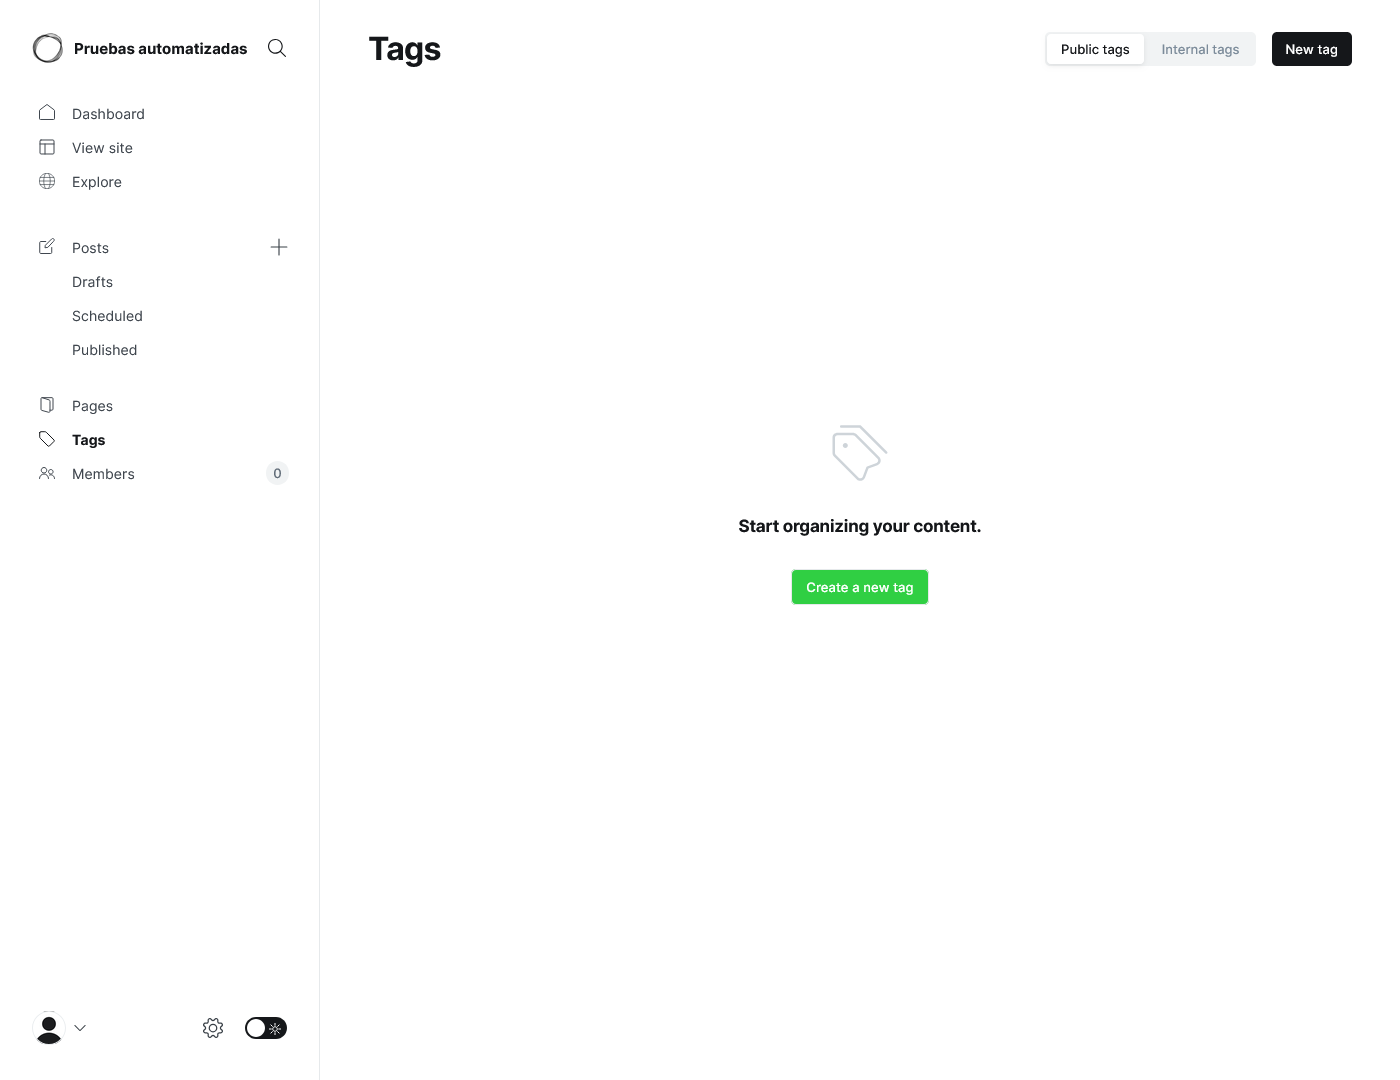 Pruebas automatizadas
Dashboard
View site
Explore
Posts
Drafts
Scheduled
Published
Pages
Tags
Members
0
Tags
Public tags
Internal tags
New tag
Start organizing your content.
Create a new tag